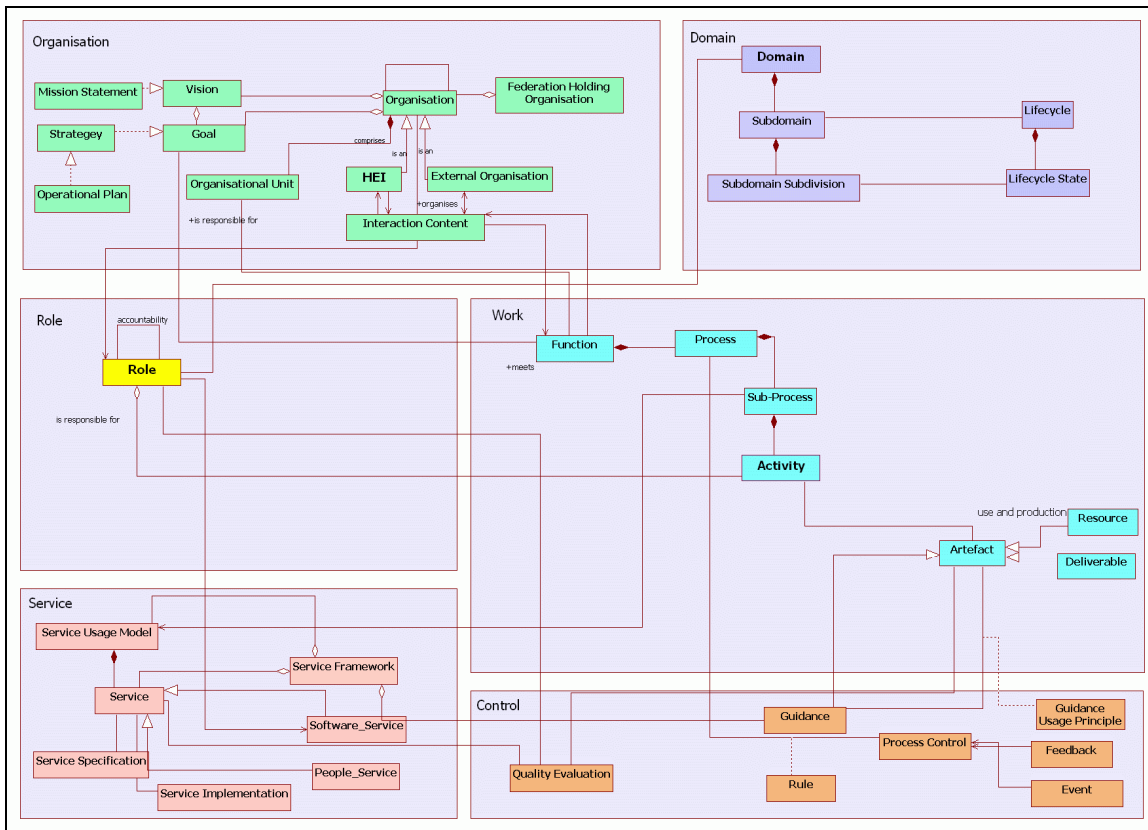 Organisation
Mission Statement
Vision
Organisation
Federation Holding
Organisation
Strategey
Goal
comprises
is an
is an
Operational Plan
Organisational Unit
HEI
External Organisation
+is responsible for
+organises
Interaction Content
Domain
Domain
Subdomain
Lifecycle
Subdomain Subdivision
Lifecycle State
Role
accountability
Role
is responsible for
Work
Function
Process
+meets
Sub-Process
Activity
use and production
Resource
Artefact
Deliverable
Service
Service Usage Model
Service Framework
Service
Software_Service
Service Specification
People_Service
Service Implementation
Control
Guidance
Guidance
Usage Principle
Process Control
Feedback
Quality Evaluation
Rule
Event